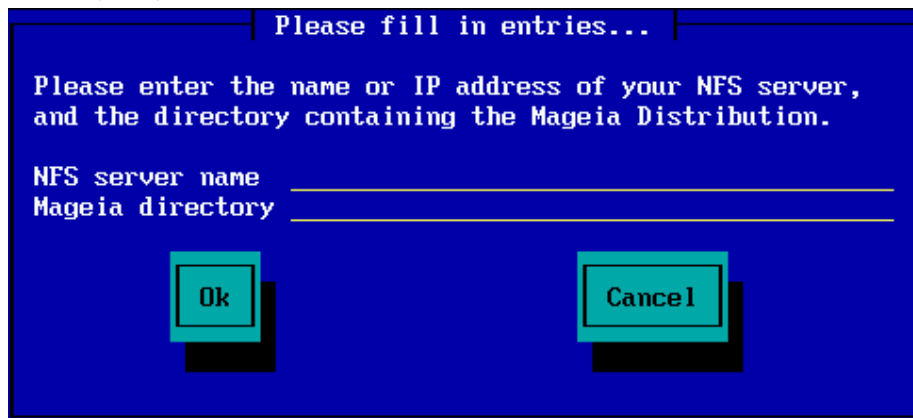 Please fill in entries...
Please enter the name or IP address of your NFS server,
and the directory containing the Mageia Distribution.
NFS server name
Mageia directory
Ok Cancel